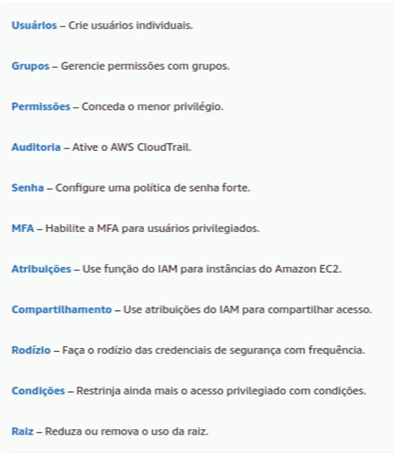 Usuários – Crie usuários individuais.
Grupos – Gerencie permissões com grupos.
Permissões – Conceda o menor privilégio.
Auditoria – Ative o AWS CloudTrail.
Senha – Configure uma política de senha forte.
MFA – Habilite a MFA para usuários privilegiados.
Atribuições – Use função do IAM para instâncias do Amazon EC2.
Compartilhamento – Use atribuições do IAM para compartilhar acesso.
Rodízio – Faça o rodízio das credenciais de segurança com frequência.
Condições – Restrinja ainda mais o acesso privilegiado com condições.
Raiz – Reduza ou remova o uso da raiz.